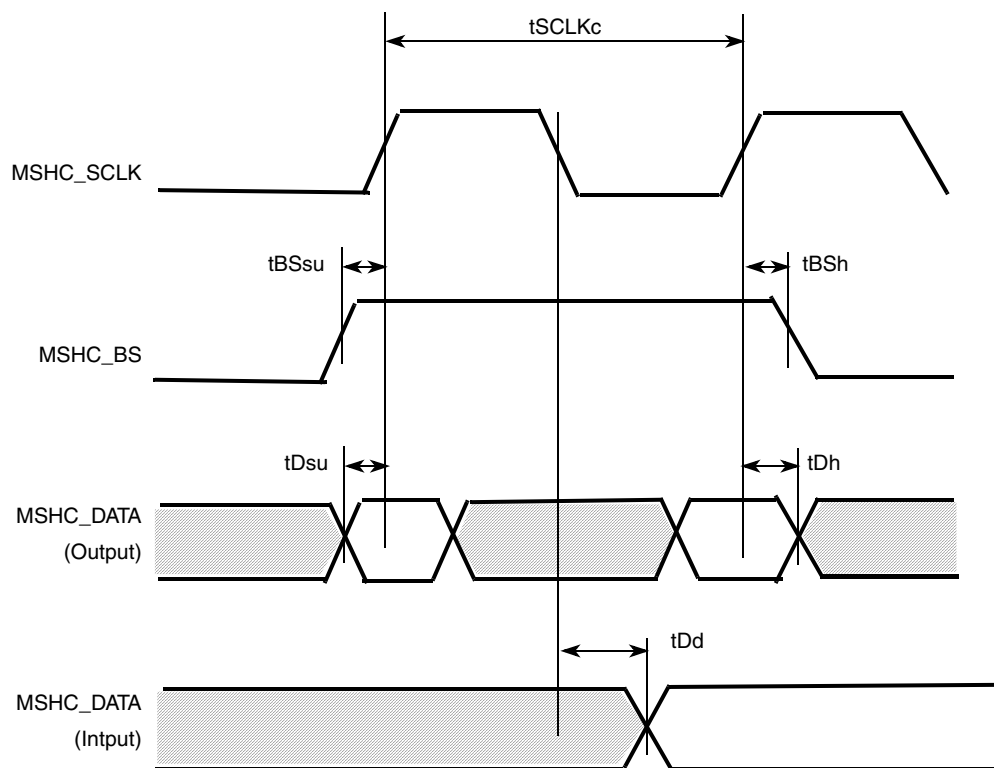 tSCLKc
MSHC_SCLK
tBSsu
tBSh
MSHC_BS
tDsu
tDh
MSHC_DATA
(Output)
tDd
MSHC_DATA
(Intput)